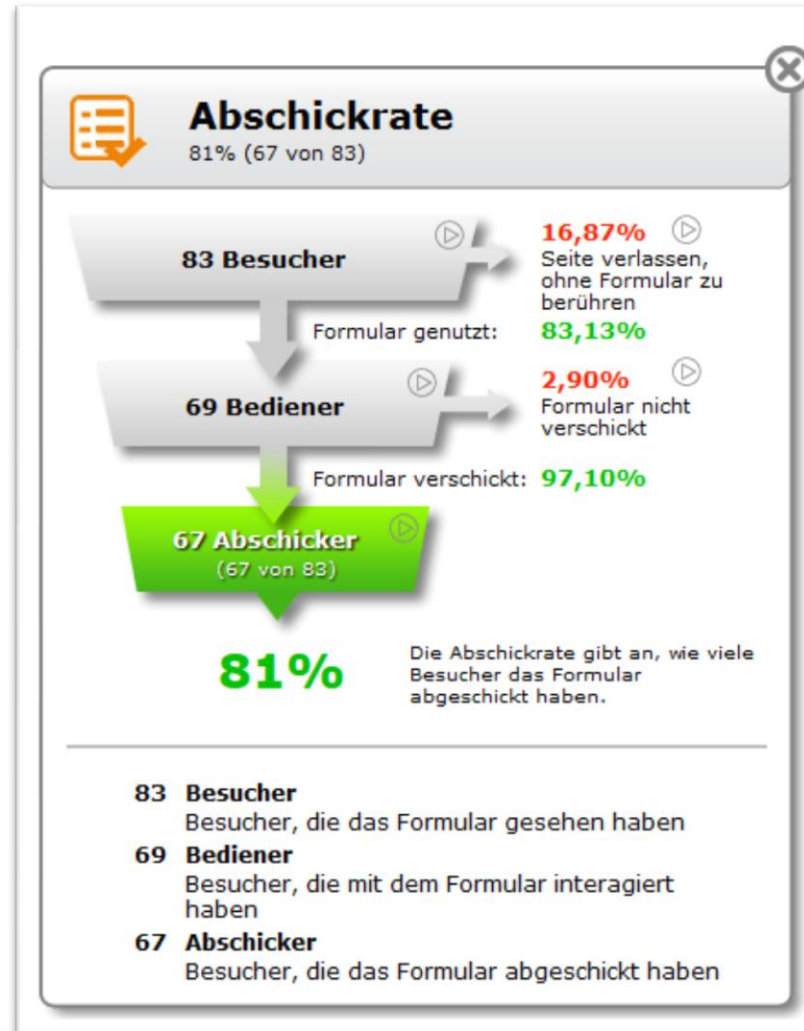 Abschickrate
81% (67 von 83)
83 Besucher
16,87%
Seite verlassen,
ohne Formular zu
berühren
Formular genutzt: 83,13%
69 Bediener
2,90%
Formular nicht
verschickt
Formular verschickt: 97,10%
67 Abschicker
(67 von 83)
81%
Die Abschickrate gibt an, wie viele
Besucher das Formular
abgeschickt haben.
83 Besucher
Besucher, die das Formular gesehen haben
69 Bediener
Besucher, die mit dem Formular interagiert
haben
67 Abschicker
Besucher, die das Formular abgeschickt haben